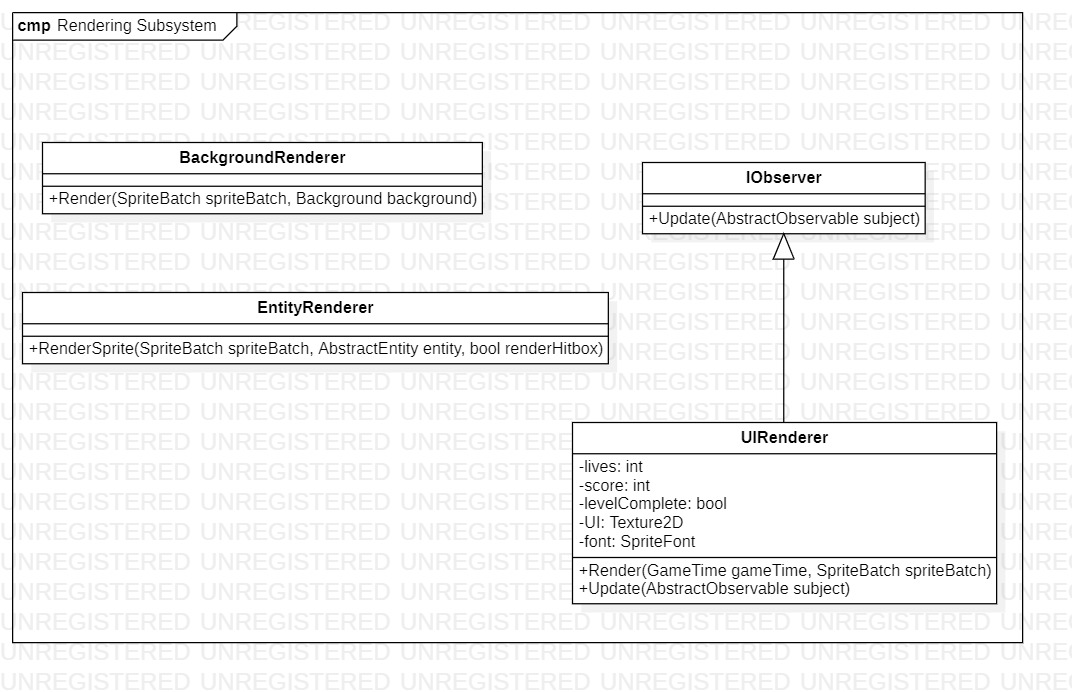 cmp Rendering Subsystem
BackgroundRenderer
+Render(SpriteBatch spriteBatch, Background background)
IObserver
+Update(AbstractObservable subject)
EntityRenderer
+RenderSprite(SpriteBatch spriteBatch, AbstractEntity entity, bool renderHitbox)
UIRenderer
-lives: int
-score: int
-levelComplete: bool
-UI: Texture2D
-font: SpriteFont
+Render(GameTime gameTime, SpriteBatch spriteBatch)
+Update(AbstractObservable subject)
UNREGISTERED UNREGISTERED UNREGISTERED UNREGISTERED UNREGISTERED